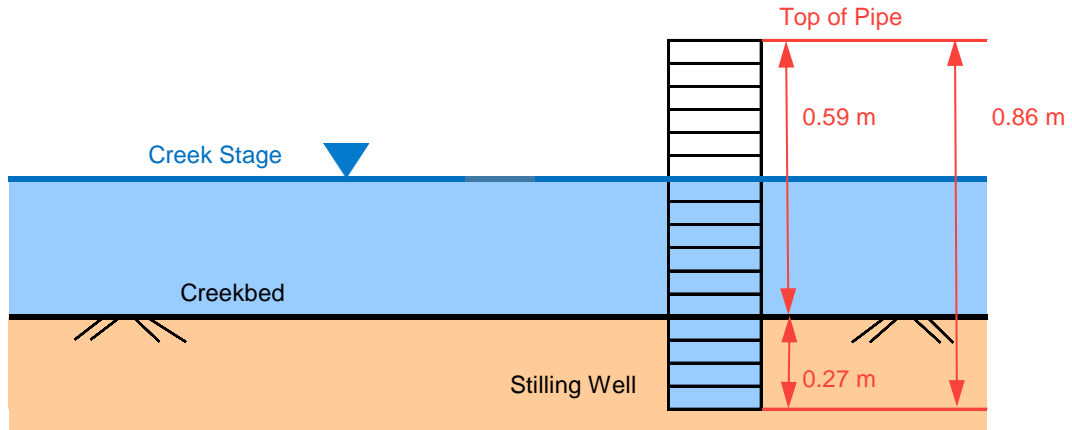 Top of Pipe
0.59 m
0.86 m
Creek Stage
Creekbed
0.27 m
Stilling Well